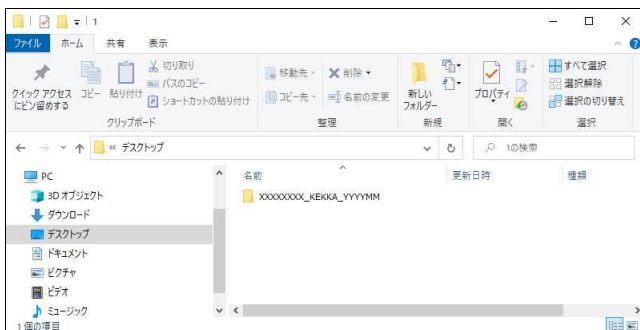 1
ファイル ホーム 共有 表示
クイック アクセス
にピン留めする
コピー
貼り付け
切り取り
パスのコピー
ショートカットの貼り付け
クリップボード
移動先
コピー先
削除
名前の変更
整理
新しい
フォルダー
新規
プロパティ
開く
すべて選択
選択解除
選択の切り替え
選択
« デスクトップ
1の検索
PC
3D オブジェクト
ダウンロード
デスクトップ
ドキュメント
ピクチャ
ビデオ
ミュージック
名前 更新日時 種類
XXXXXXXX_KEKKA_YYYYMM
1 個の項目